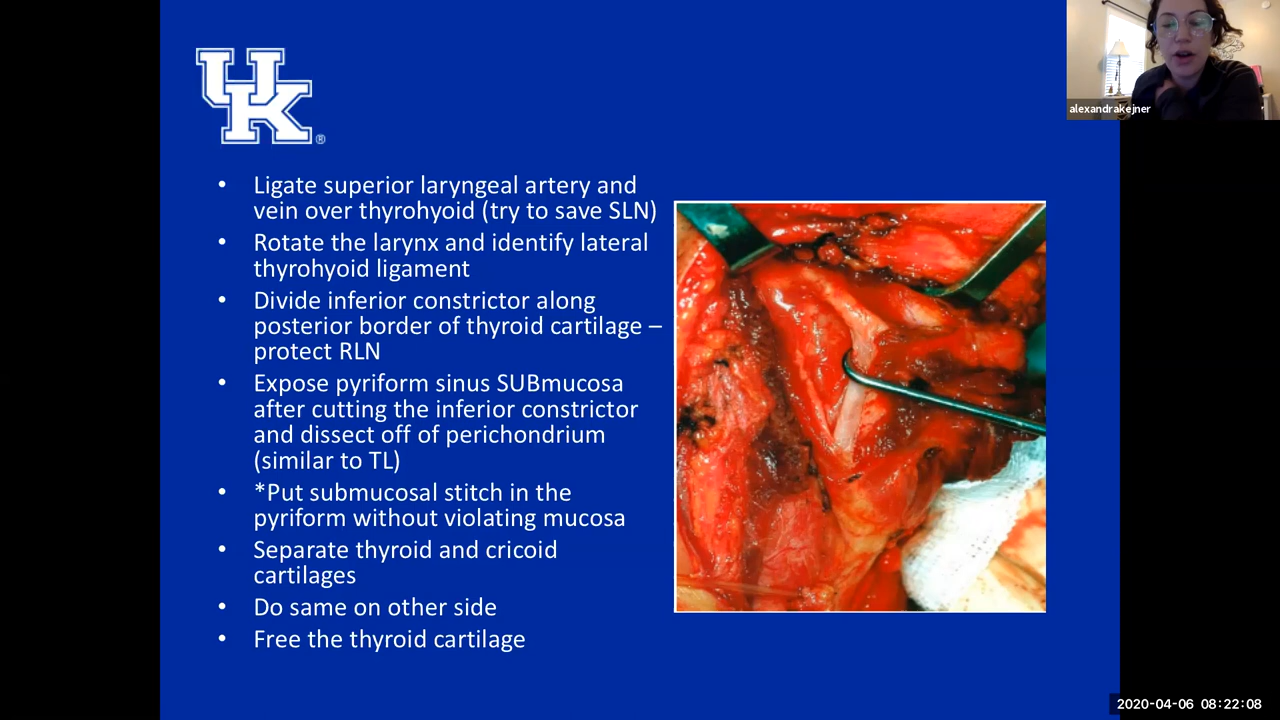 alexandrakejner
UK®
• Ligate superior laryngeal artery and
vein over thyrohyoid (try to save SLN)
• Rotate the larynx and identify lateral
thyrohyoid ligament
• Divide inferior constrictor along
posterior border of thyroid cartilage –
protect RLN
• Expose pyriform sinus SUBmucosa
after cutting the inferior constrictor
and dissect off of perichondrium
(similar to TL)
• *Put submucosal stitch in the
pyriform without violating mucosa
• Separate thyroid and cricoid
cartilages
• Do same on other side
• Free the thyroid cartilage
2020-04-06 08:22:08